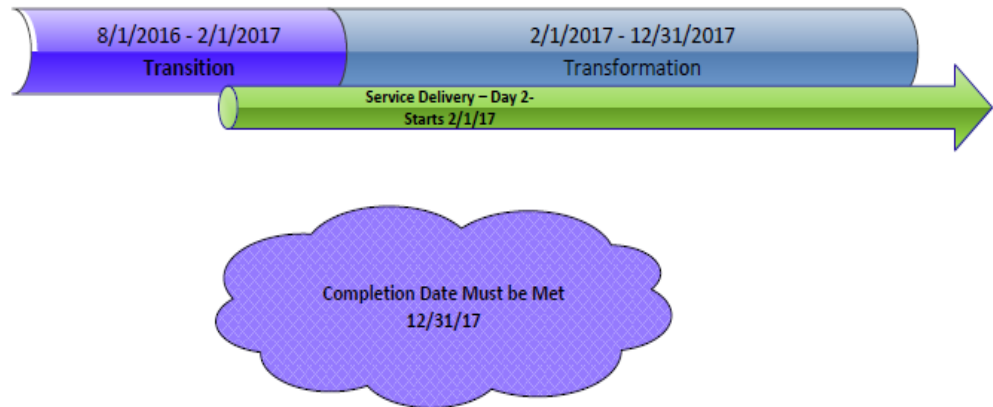 8/1/2016 - 2/1/2017
Transition
2/1/2017 - 12/31/2017
Transformation
Service Delivery – Day 2-
Starts 2/1/17
Completion Date Must be Met
12/31/17